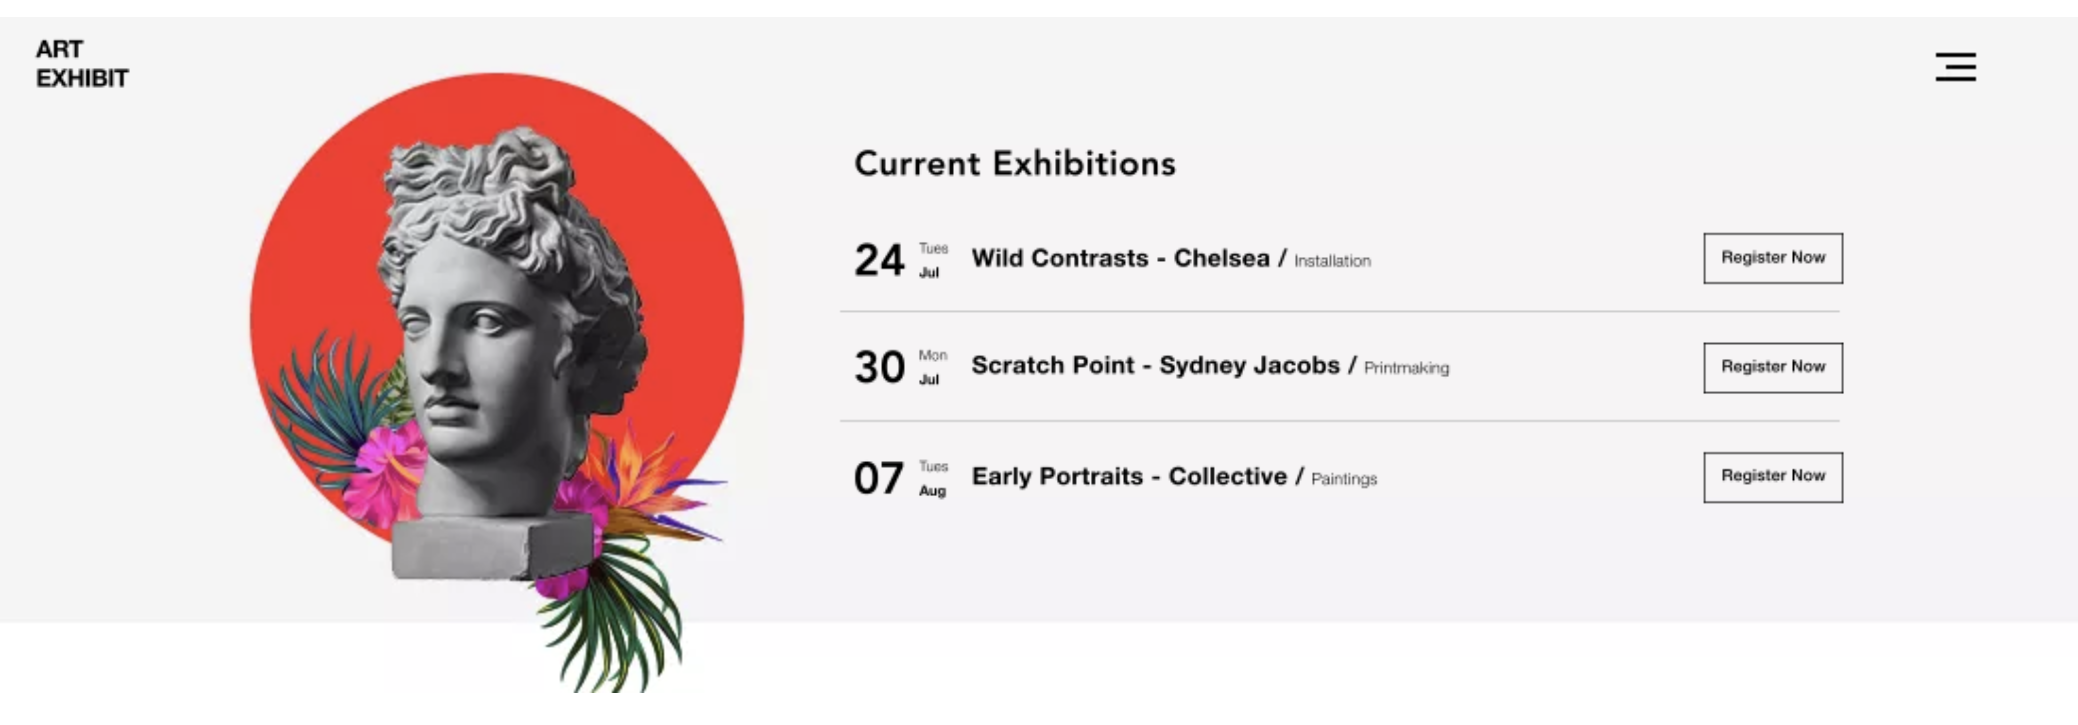 ART
EXHIBIT
Current Exhibitions
24 Tues Jul Wild Contrasts - Chelsea / Installation Register Now
30 Mon Jul Scratch Point - Sydney Jacobs / Printmaking Register Now
07 Tues Aug Early Portraits - Collective / Paintings Register Now